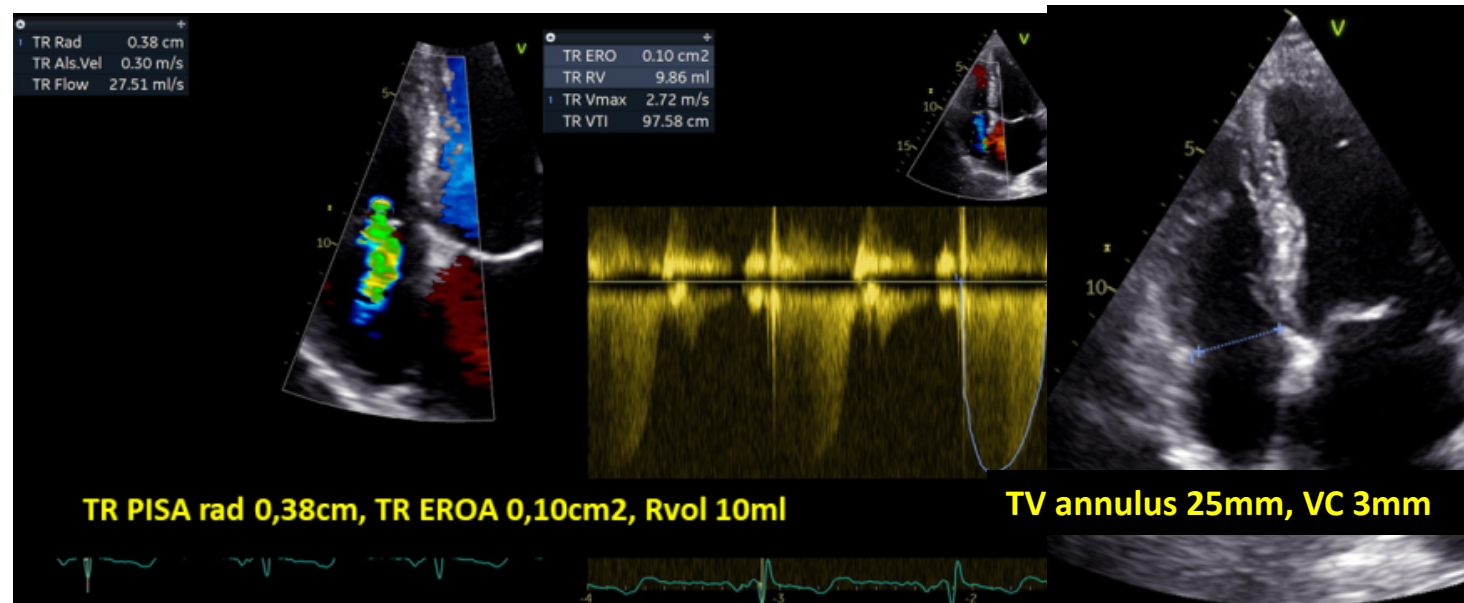 1 TR Rad 0.38 cm
TR Als.Vel 0.30 m/s
TR Flow 27.51 ml/s
V
5
10
TR ERO 0.10 cm2
TR RV 9.86 ml
1 TR Vmax 2.72 m/s
TR VTI 97.58 cm
V
5
10
15
V
5
10
TR PISA rad 0,38cm, TR EROA 0,10cm2, Rvol 10ml
TV annulus 25mm, VC 3mm
-4 -3 -2